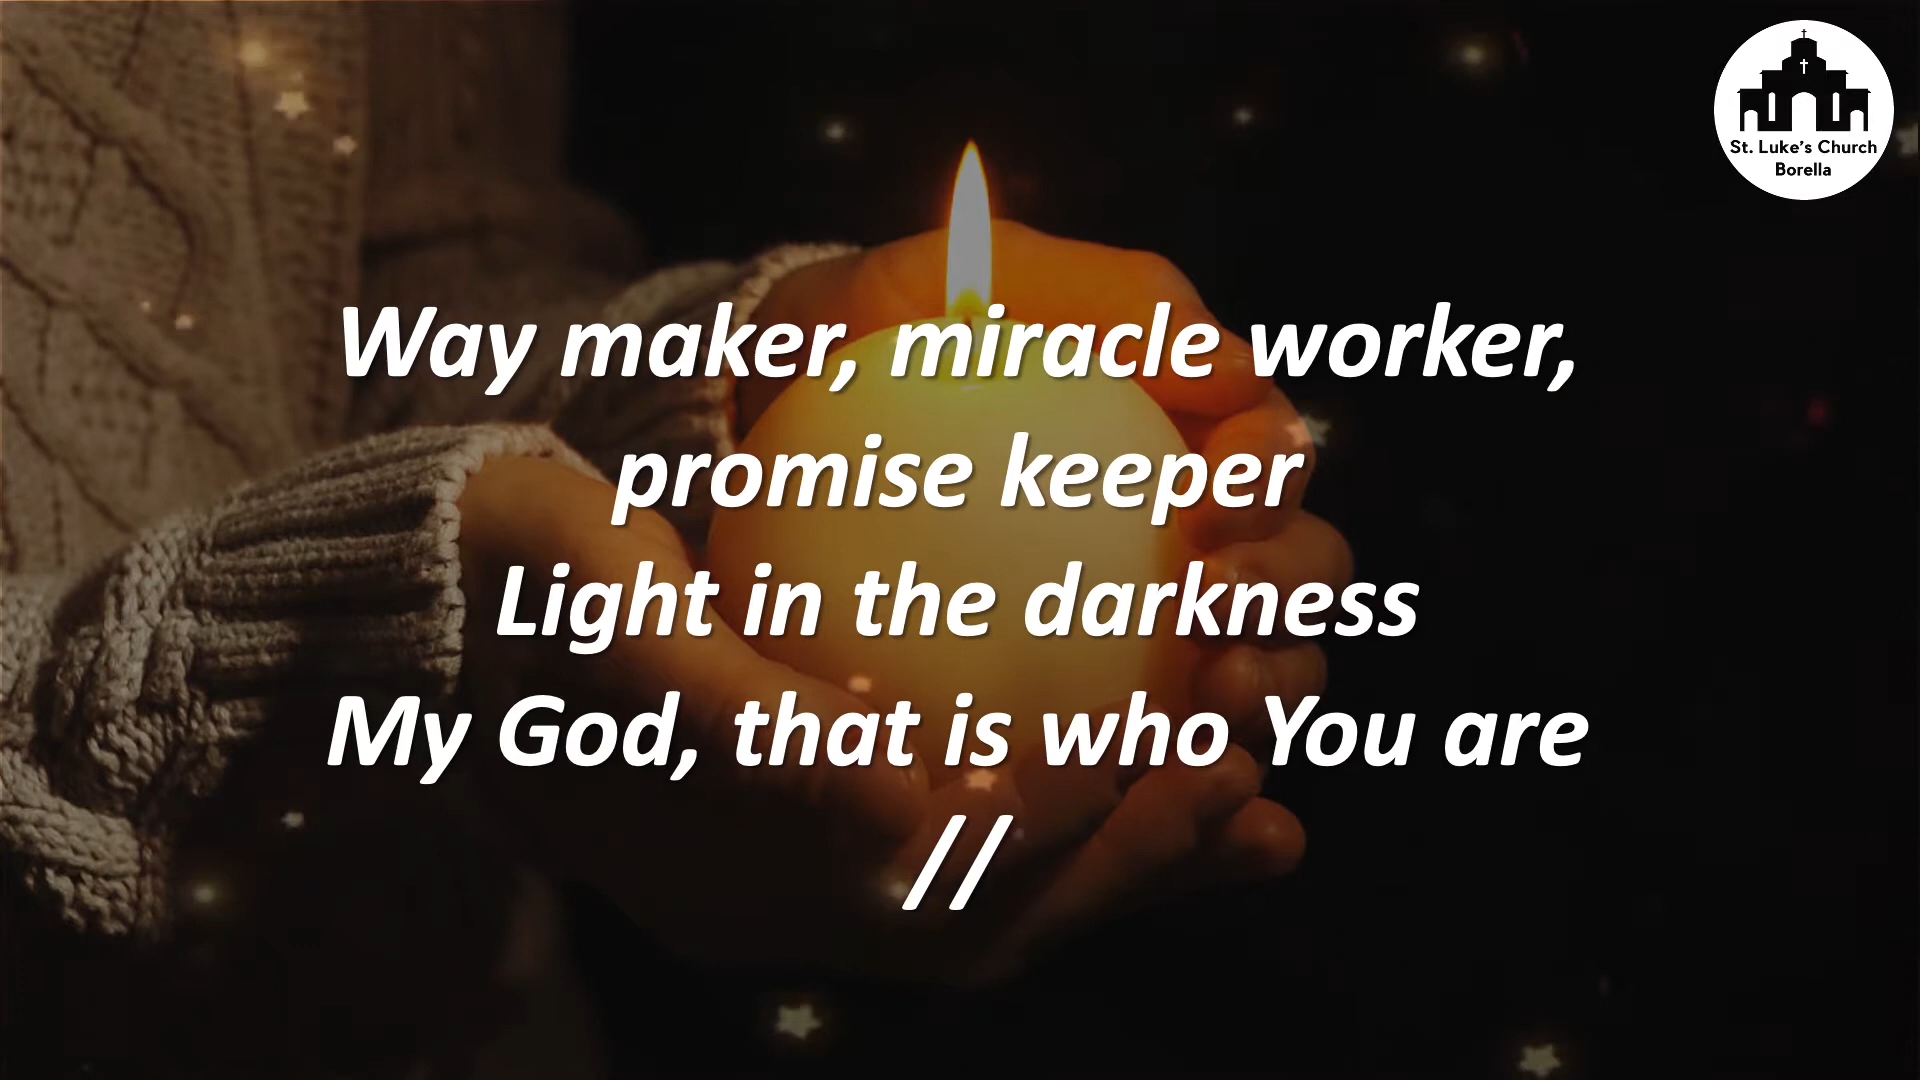 St. Luke's Church
Borella
Way maker, miracle worker,
promise keeper
Light in the darkness
My God, that is who You are
//